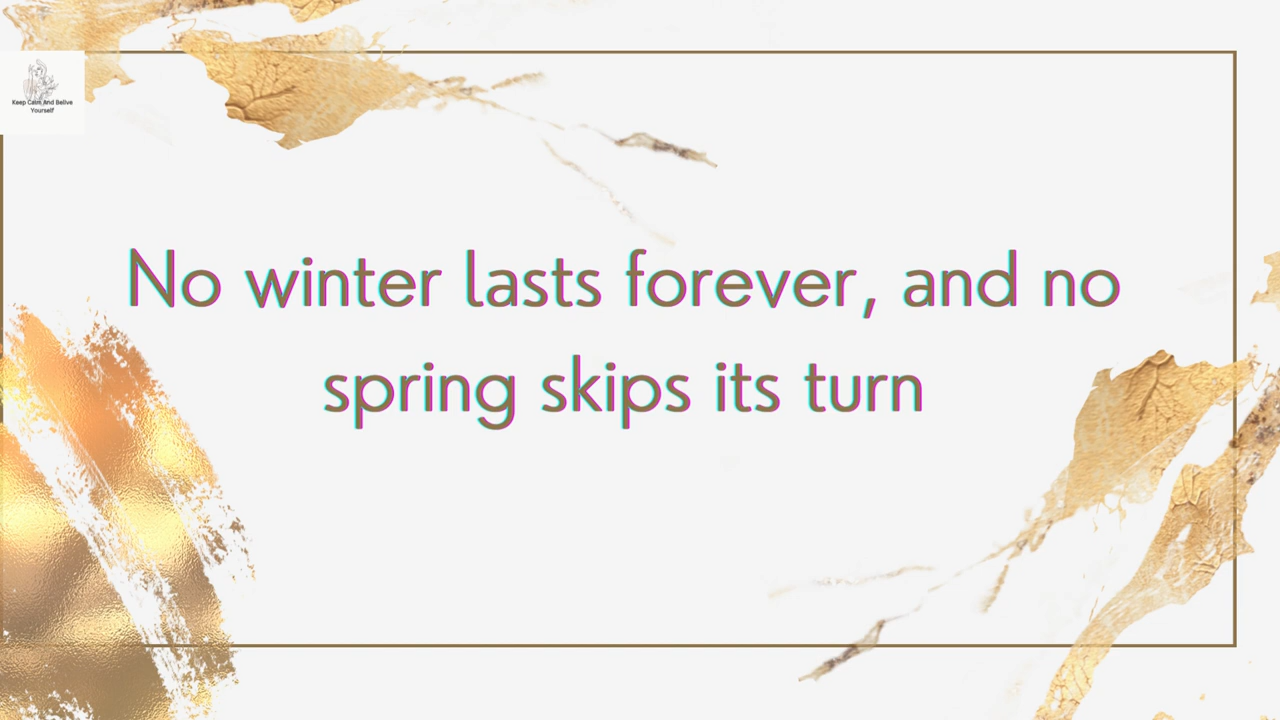 Keep Calm And Belive
Yourself
No winter lasts forever, and no
spring skips its turn